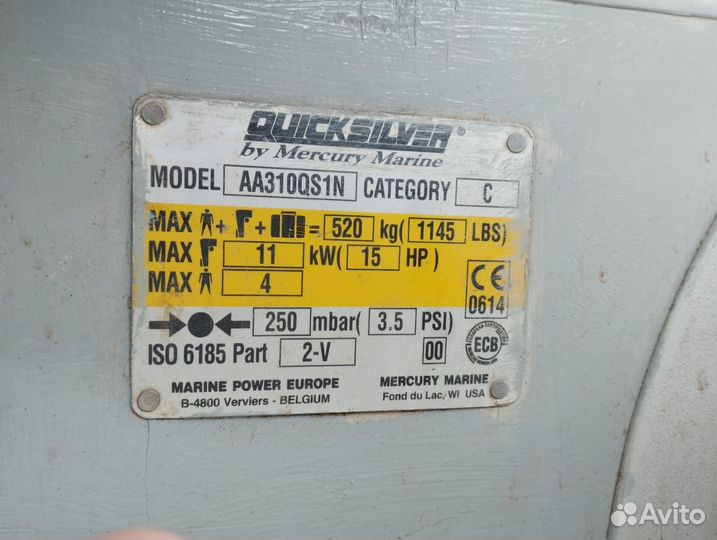 QUICKSILVER®
by Mercury Marine
MODEL AA310QS1N CATEGORY C
MAX + + = 520 kg( 1145 LBS)
MAX 11 kW( 15 HP )
MAX 4
CE
0614
250 mbar( 3.5 PSI)
ISO 6185 Part 2-V 00
ECB
MARINE POWER EUROPE
B-4800 Verviers - BELGIUM
MERCURY MARINE
Fond du Lac, WI USA
Avito